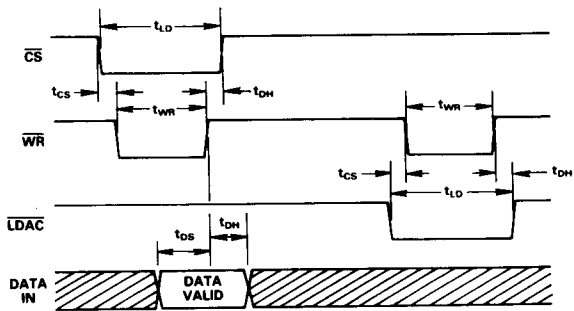 tLD
CS
tCS
tWR
tDH
tWR
WR
tCS
tDH
tLD
LDAC
tDS
tDH
DATA
IN
DATA
VALID